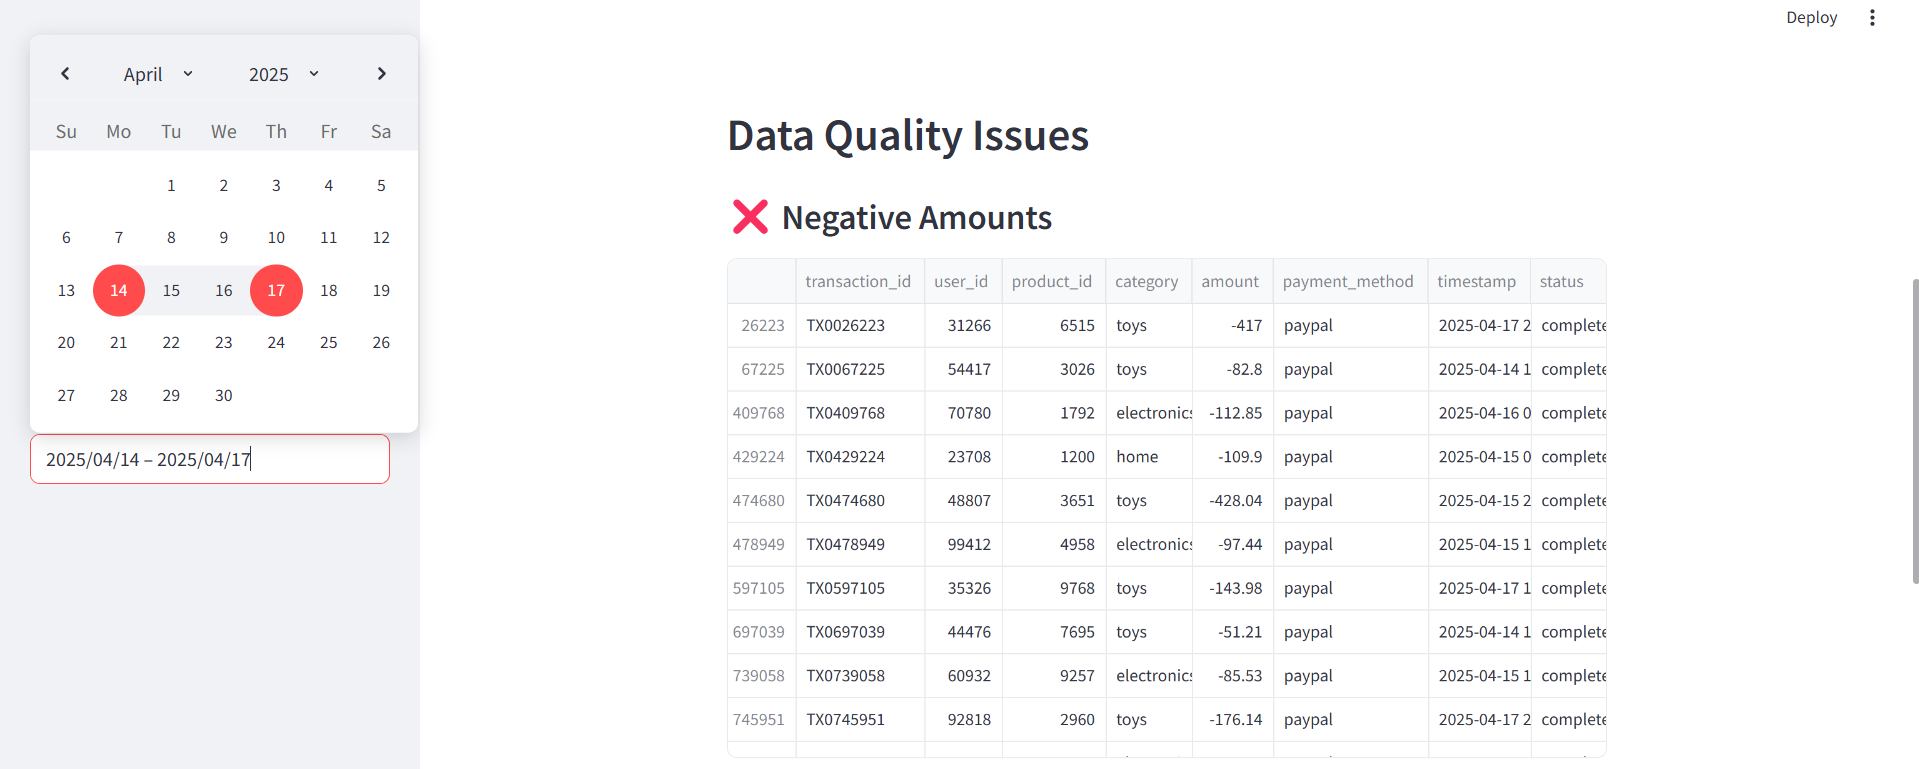 Deploy
April 2025
Su Mo Tu We Th Fr Sa
1 2 3 4 5
6 7 8 9 10 11 12
13 14 15 16 17 18 19
20 21 22 23 24 25 26
27 28 29 30
2025/04/14 – 2025/04/17
Data Quality Issues
Negative Amounts
transaction_id user_id product_id category amount payment_method timestamp status
26223 TX0026223 31266 6515 toys -417 paypal 2025-04-17 2 complete
67225 TX0067225 54417 3026 toys -82.8 paypal 2025-04-14 1 complete
409768 TX0409768 70780 1792 electronics -112.85 paypal 2025-04-16 0 complete
429224 TX0429224 23708 1200 home -109.9 paypal 2025-04-15 0 complete
474680 TX0474680 48807 3651 toys -428.04 paypal 2025-04-15 2 complete
478949 TX0478949 99412 4958 electronics -97.44 paypal 2025-04-15 1 complete
597105 TX0597105 35326 9768 toys -143.98 paypal 2025-04-17 1 complete
697039 TX0697039 44476 7695 toys -51.21 paypal 2025-04-14 1 complete
739058 TX0739058 60932 9257 electronics -85.53 paypal 2025-04-15 1 complete
745951 TX0745951 92818 2960 toys -176.14 paypal 2025-04-17 2 complete